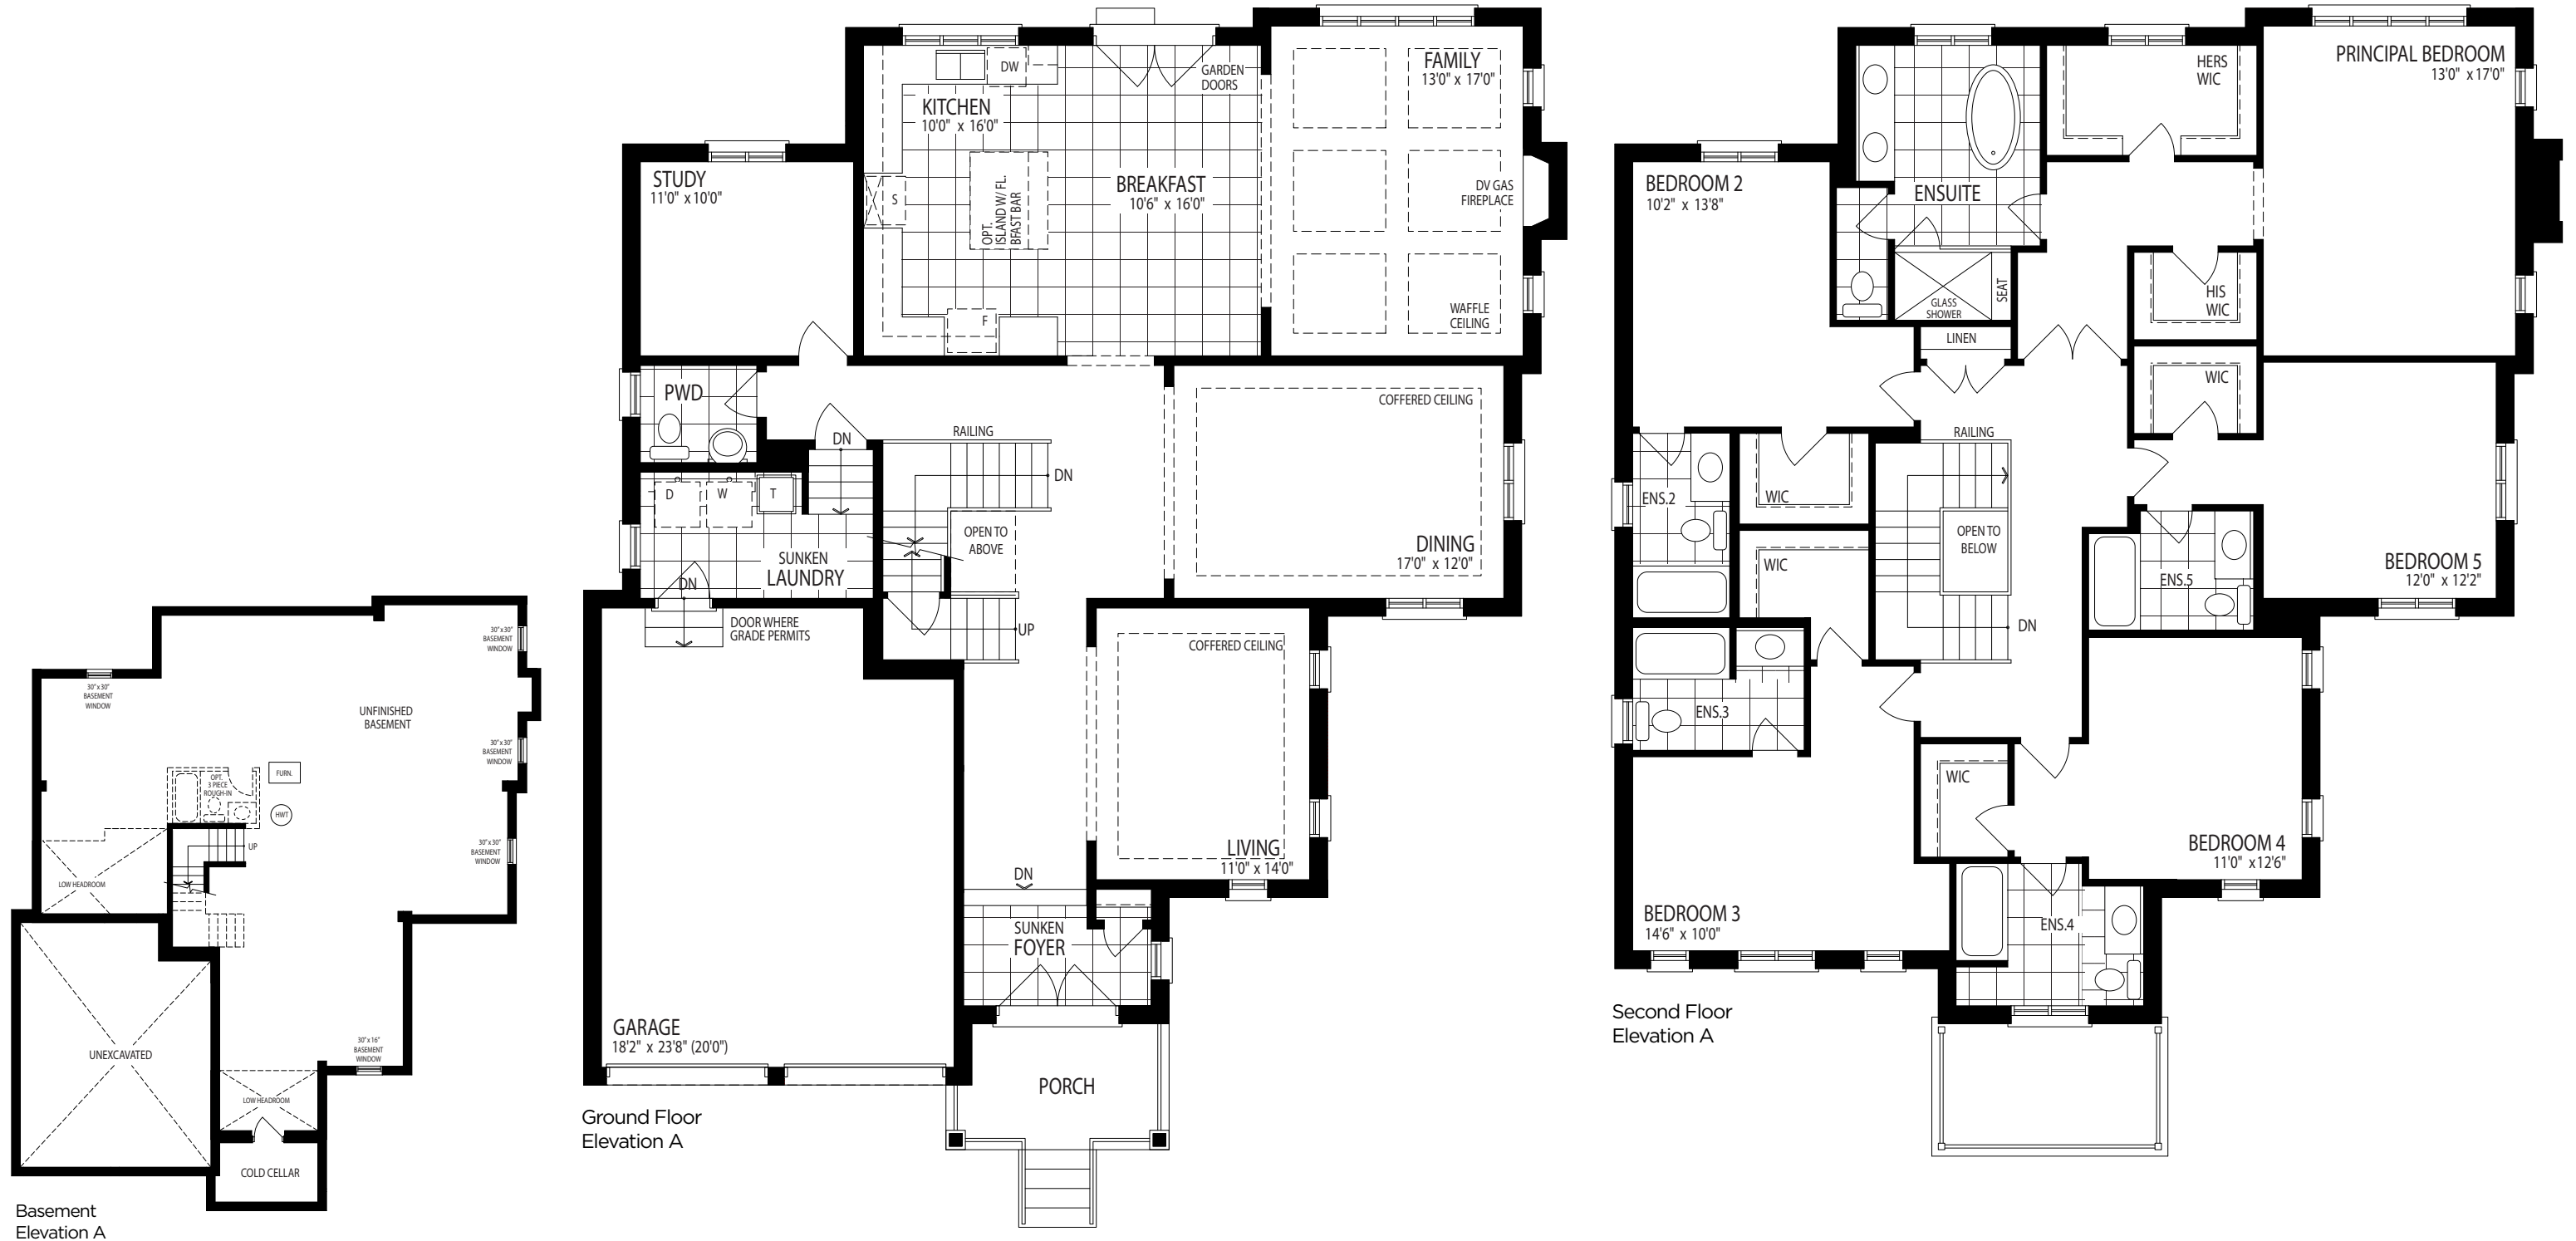 30"x30"
BASEMENT
WINDOW
30"x30"
BASEMENT
WINDOW
UNFINISHED
BASEMENT
30"x30"
BASEMENT
WINDOW
OPT.
3 PIECE
ROUGH-IN
FURN.
HWT
UP
30"x30"
BASEMENT
WINDOW
LOW HEADROOM
UNEXCAVATED
30"x16"
BASEMENT
WINDOW
LOW HEADROOM
COLD CELLAR
Basement
Elevation A
DW
GARDEN
DOORS
FAMILY
13'0" x 17'0"
KITCHEN
10'0" x 16'0"
STUDY
11'0" x 10'0"
S
OPT.
ISLAND W/ FL.
BFAST BAR
BREAKFAST
10'6" x 16'0"
DV GAS
FIREPLACE
F
WAFFLE
CEILING
PWD
COFFERED CEILING
DN
RAILING
DN
D
W
T
OPEN TO
ABOVE
DINING
17'0" x 12'0"
SUNKEN
LAUNDRY
DN
DOOR WHERE
GRADE PERMITS
UP
COFFERED CEILING
LIVING
11'0" x 14'0"
DN
SUNKEN
FOYER
GARAGE
18'2" x 23'8" (20'0")
PORCH
Ground Floor
Elevation A
HERS
WIC
PRINCIPAL BEDROOM
13'0" x 17'0"
BEDROOM 2
10'2" x 13'8"
ENSUITE
GLASS
SHOWER
SEAT
HIS
WIC
LINEN
WIC
RAILING
ENS.2
WIC
OPEN TO
BELOW
WIC
BEDROOM 5
12'0" x 12'2"
ENS.5
DN
ENS.3
WIC
BEDROOM 4
11'0" x 12'6"
BEDROOM 3
14'6" x 10'0"
ENS.4
Second Floor
Elevation A